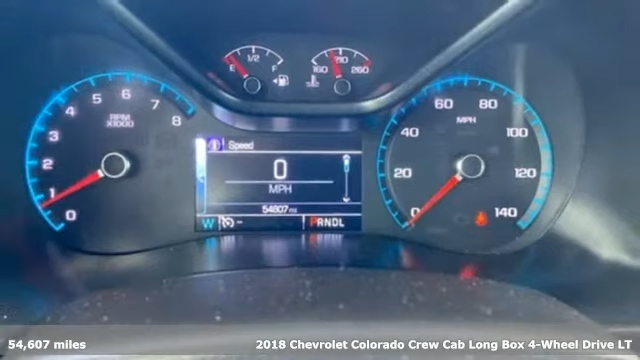 1/2
E F
160 210 260
0 1 2 3 4 5 6 7 8
RPM
X1000
0 20 40 60 80 100 120 140
MPH
Speed
0
MPH
54607 mi
W PRNDL
54,607 miles
2018 Chevrolet Colorado Crew Cab Long Box 4-Wheel Drive LT